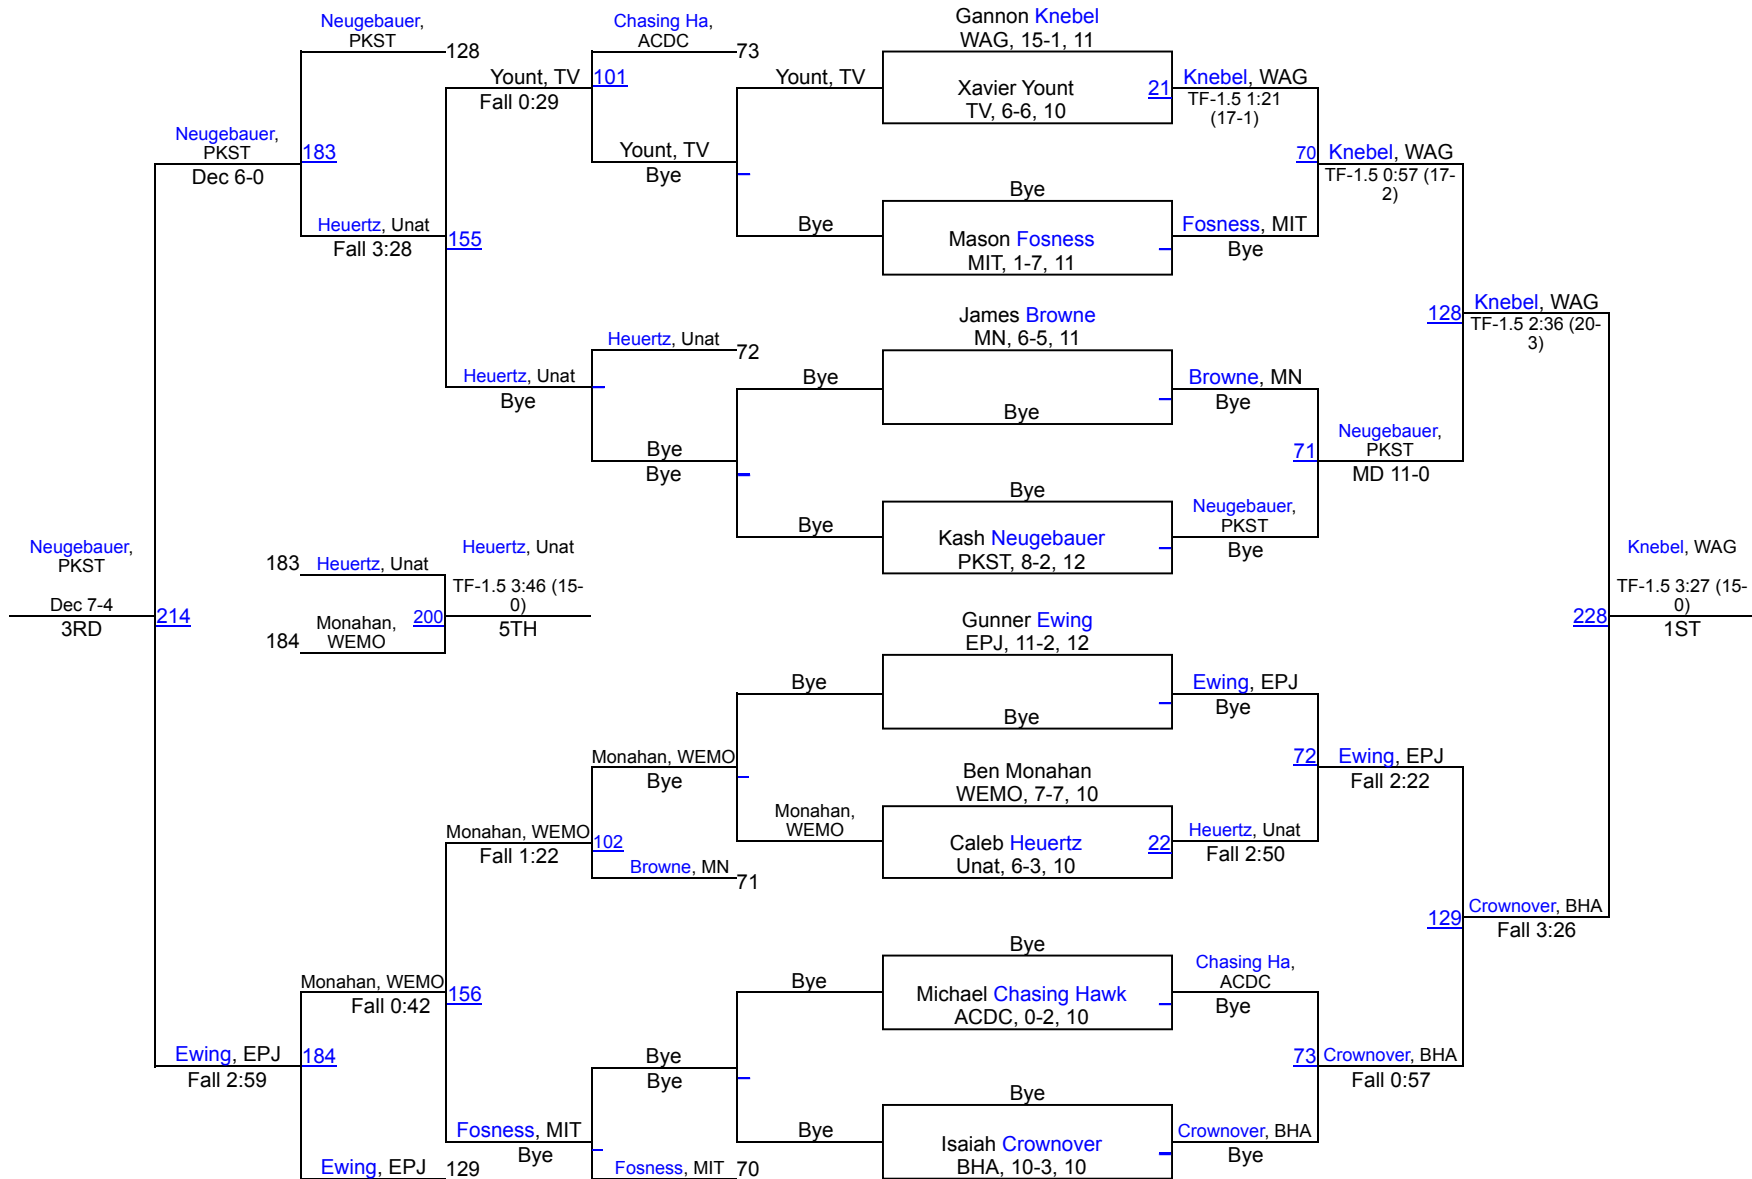 Neugebauer,
PKST
128
Chasing Ha,
ACDC
73
Gannon Knebel
WAG, 15-1, 11
Yount, TV
101
Fall 0:29
Yount, TV
Xavier Yount
TV, 6-6, 10
21
Knebel, WAG
TF-1.5 1:21
(17-1)
Neugebauer,
PKST
183
Dec 6-0
Yount, TV
Bye
70
Knebel, WAG
TF-1.5 0:57 (17-
2)
Bye
Heuertz, Unat
Fall 3:28
155
Bye
Mason Fosness
MIT, 1-7, 11
Fosness, MIT
Bye
James Browne
MN, 6-5, 11
128
Knebel, WAG
TF-1.5 2:36 (20-
3)
Heuertz, Unat
72
Heuertz, Unat
Bye
Bye
Bye
Browne, MN
Bye
Bye
Bye
71
Neugebauer,
PKST
MD 11-0
Bye
Bye
Kash Neugebauer
PKST, 8-2, 12
Neugebauer,
PKST
Bye
Neugebauer,
PKST
Dec 7-4
3RD
214
183
Heuertz, Unat
184
Monahan,
WEMO
200
Heuertz, Unat
TF-1.5 3:46 (15-
0)
5TH
Knebel, WAG
TF-1.5 3:27 (15-
0)
1ST
228
Gunner Ewing
EPJ, 11-2, 12
Bye
Bye
Ewing, EPJ
Bye
Monahan, WEMO
Bye
Ben Monahan
WEMO, 7-7, 10
72
Ewing, EPJ
Fall 2:22
Monahan, WEMO
Fall 1:22
102
Monahan,
WEMO
Caleb Heuertz
Unat, 6-3, 10
22
Heuertz, Unat
Fall 2:50
Browne, MN
71
129
Crownover, BHA
Fall 3:26
Bye
Monahan, WEMO
Fall 0:42
156
Bye
Michael Chasing Hawk
ACDC, 0-2, 10
Chasing Ha,
ACDC
Bye
Ewing, EPJ
Fall 2:59
184
Bye
Bye
73
Crownover, BHA
Fall 0:57
Bye
Fosness, MIT
Bye
Bye
Isaiah Crownover
BHA, 10-3, 10
Crownover, BHA
Bye
Ewing, EPJ
129
Fosness, MIT
70